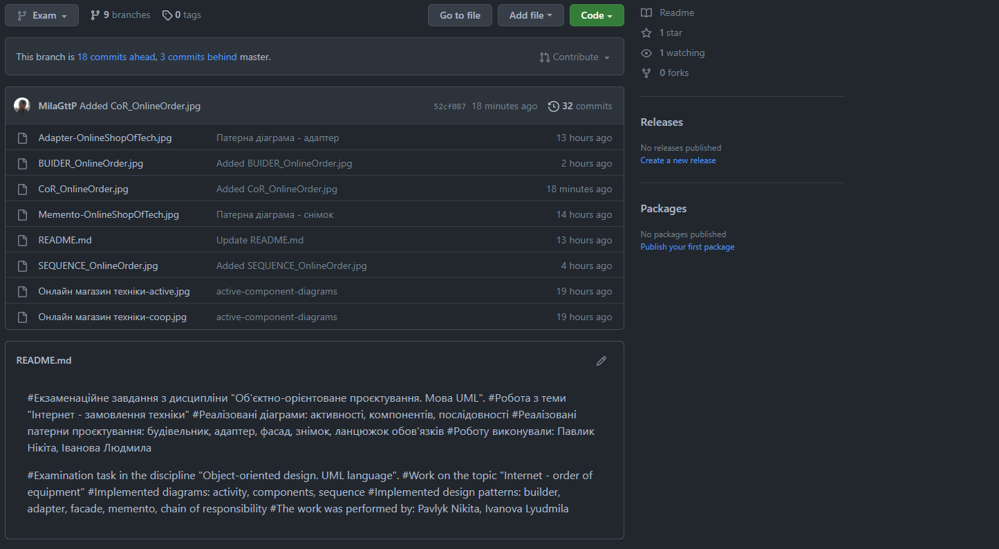 Exam
9 branches
0 tags
Go to file
Add file
Code
This branch is 18 commits ahead, 3 commits behind master.
Contribute
MilaGttP Added CoR_OnlineOrder.jpg
52cf087 18 minutes ago
32 commits
Adapter-OnlineShopOfTech.jpg Патерна діаграма - адаптер 13 hours ago
BUIDER_OnlineOrder.jpg Added BUIDER_OnlineOrder.jpg 2 hours ago
CoR_OnlineOrder.jpg Added CoR_OnlineOrder.jpg 18 minutes ago
Memento-OnlineShopOfTech.jpg Патерна діаграма - снімок 14 hours ago
README.md Update README.md 13 hours ago
SEQUENCE_OnlineOrder.jpg Added SEQUENCE_OnlineOrder.jpg 4 hours ago
Онлайн магазин техніки-active.jpg active-component-diagrams 19 hours ago
Онлайн магазин техніки-coop.jpg active-component-diagrams 19 hours ago
README.md
#Екзаменаційне завдання з дисципліни "Об'єктно-орієнтоване проєктування. Мова UML". #Робота з теми
"Інтернет - замовлення техніки" #Реалізовані діаграми: активності, компонентів, послідовності #Реалізовані
патерни проєктування: будівельник, адаптер, фасад, знімок, ланцюжок обов'язків #Роботу виконували: Павлик
Нікіта, Іванова Людмила
#Examination task in the discipline "Object-oriented design. UML language". #Work on the topic "Internet - order of
equipment" #Implemented diagrams: activity, components, sequence #Implemented design patterns: builder,
adapter, facade, memento, chain of responsibility #The work was performed by: Pavlyk Nikita, Ivanova Lyudmila
Readme
1 star
1 watching
0 forks
Releases
No releases published
Create a new release
Packages
No packages published
Publish your first package